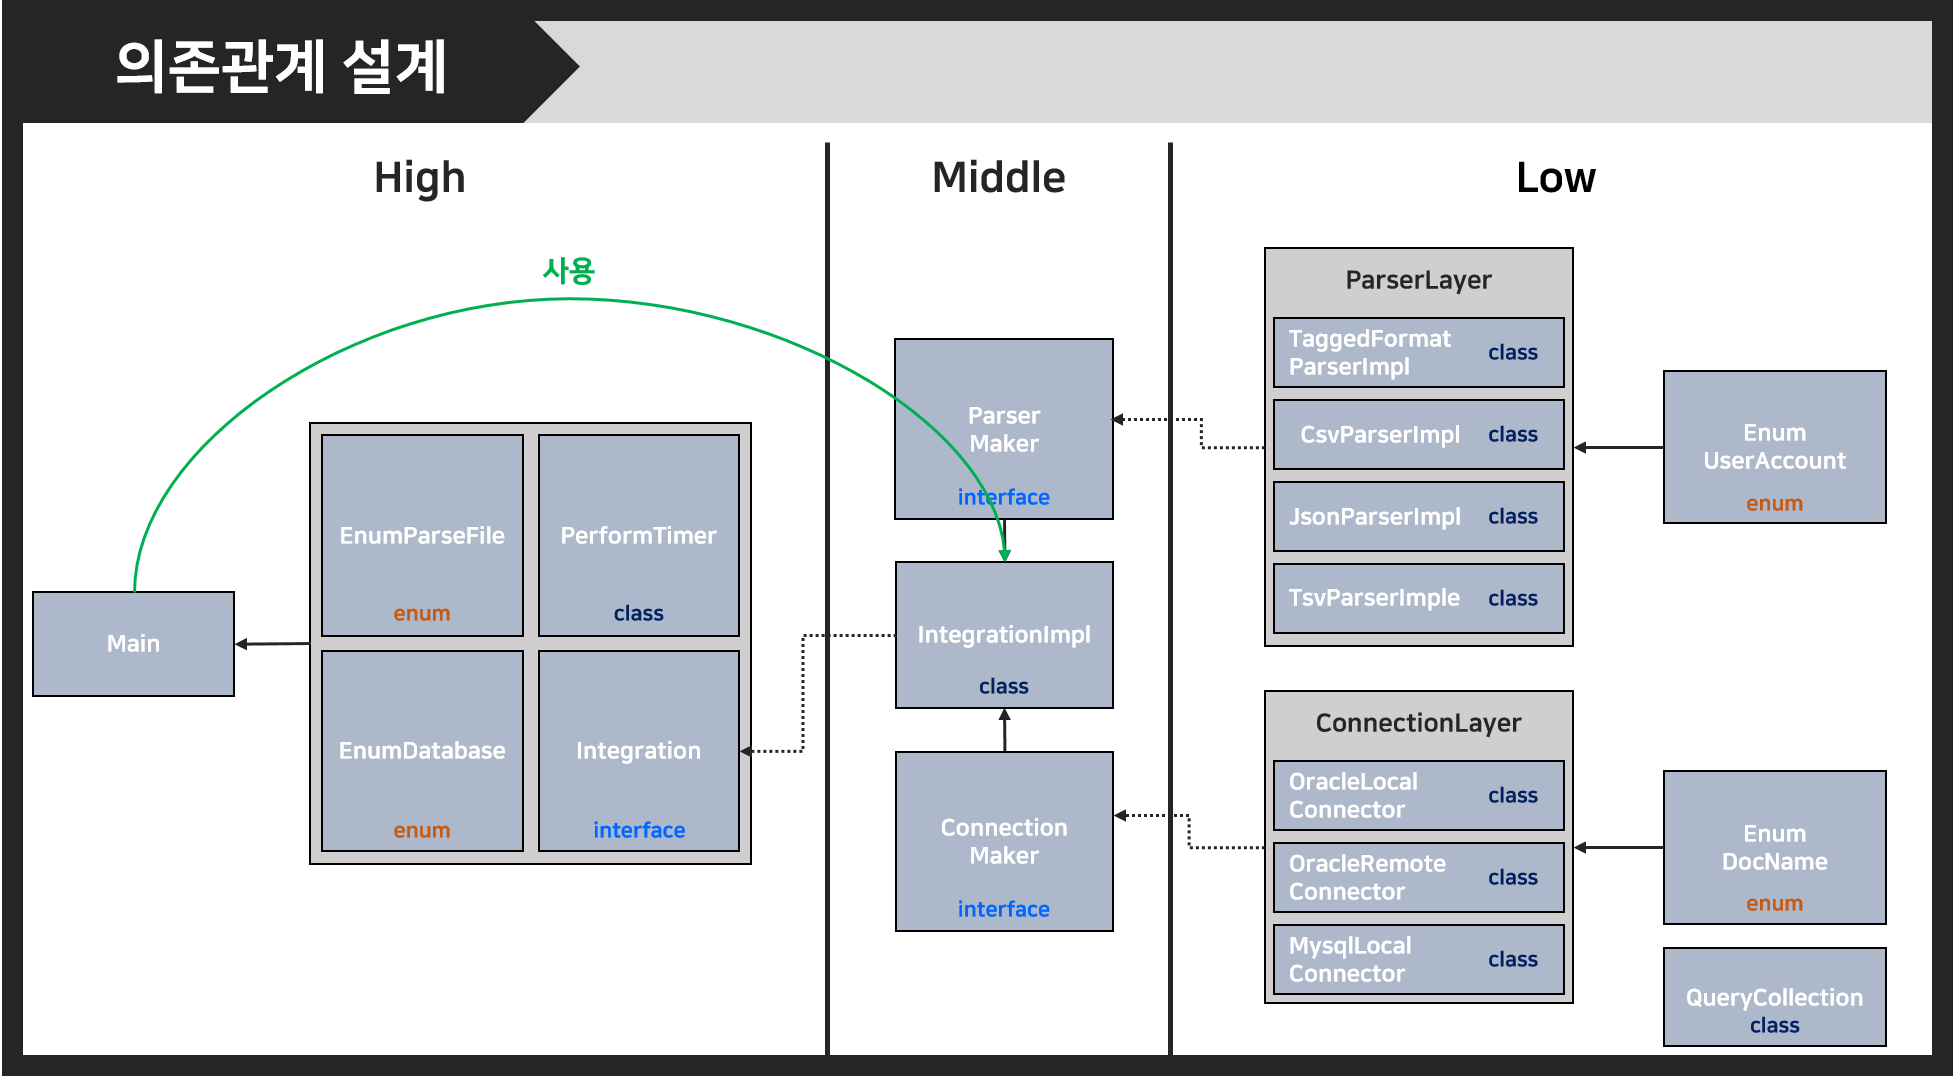 의존관계 설계
High
Middle
Low
사용
Main
EnumParseFile
enum
PerformTimer
class
EnumDatabase
enum
Integration
interface
Parser
Maker
interface
IntegrationImpl
class
Connection
Maker
interface
ParserLayer
TaggedFormat
ParserImpl
class
CsvParserImpl
class
JsonParserImpl
class
TsvParserImple
class
ConnectionLayer
OracleLocal
Connector
class
OracleRemote
Connector
class
MysqlLocal
Connector
class
Enum
UserAccount
enum
Enum
DocName
enum
QueryCollection
class